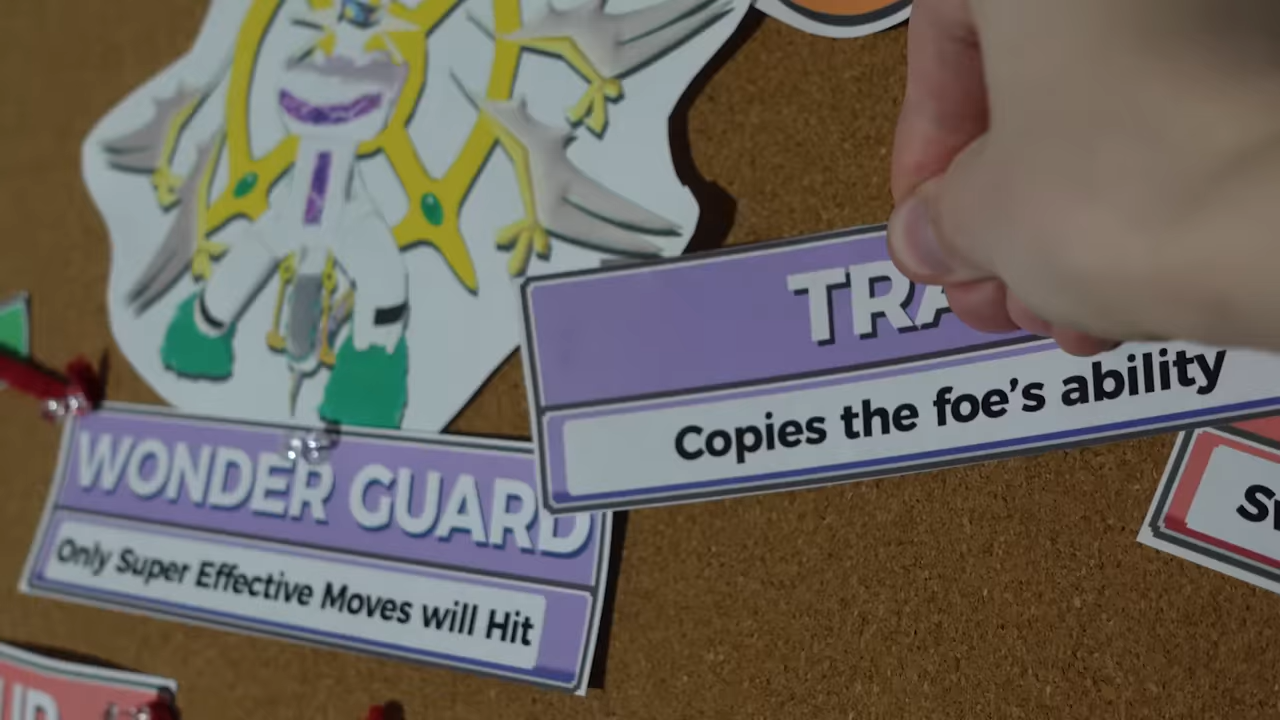 TRA
Copies the foe's ability
WONDER GUARD
Only Super Effective Moves will Hit